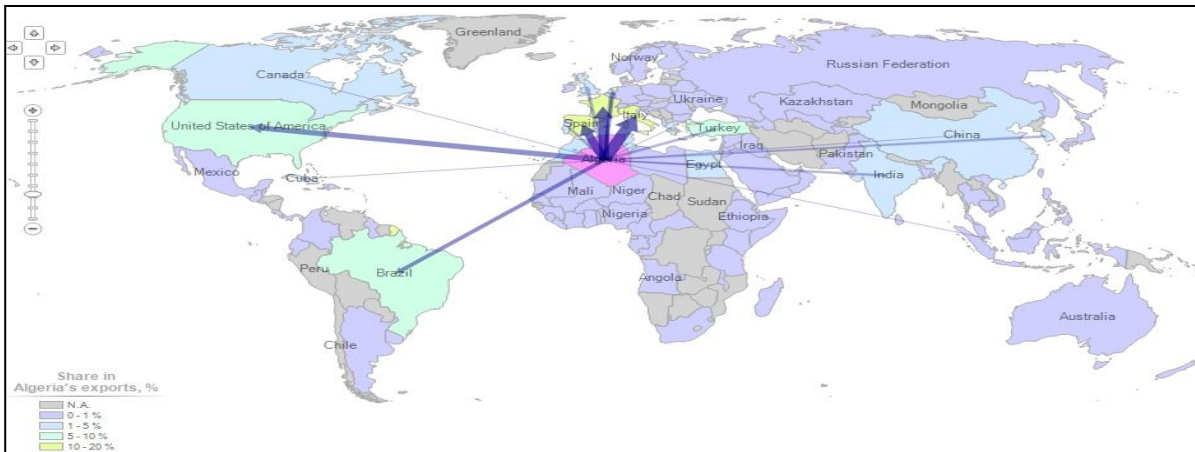 Greenland
Norway
Russian Federation
Canada
Ukraine
Kazakhstan
Mongolia
Spain
Italy
United States of America
Turkey
China
Algeria
Iraq
Egypt
Pakistan
India
Mexico
Cuba
Mali
Niger
Chad
Sudan
Nigeria
Ethiopia
Peru
Brazil
Angola
Chile
Australia
Share in
Algeria's exports, %
N.A.
0 - 1 %
1 - 5 %
5 - 10 %
10 - 20 %